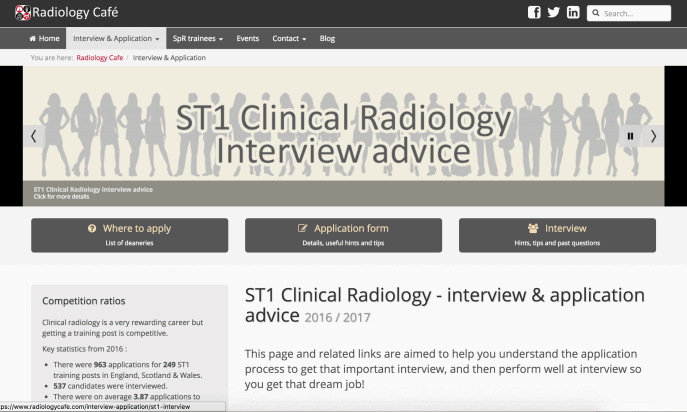 Radiology Café
Search...
Home Interview & Application SpR trainees Events Contact Blog
You are here: Radiology Cafe / Interview & Application
ST1 Clinical Radiology
Interview advice
ST1 Clinical Radiology Interview advice
Click for more details
Where to apply
List of deaneries
Application form
Details, useful hints and tips
Interview
Hints, tips and past questions
Competition ratios
Clinical radiology is a very rewarding career but
getting a training post is competitive.
Key statistics from 2016 :
There were 963 applications for 249 ST1
training posts in England, Scotland & Wales.
537 candidates were interviewed.
There were on average 3.87 applications to
ST1 Clinical Radiology - interview & application
advice 2016 / 2017
This page and related links are aimed to help you understand the application
process to get that important interview, and then perform well at interview so
you get that dream job!
ps://www.radiologycafe.com/interview-application/st1-interview